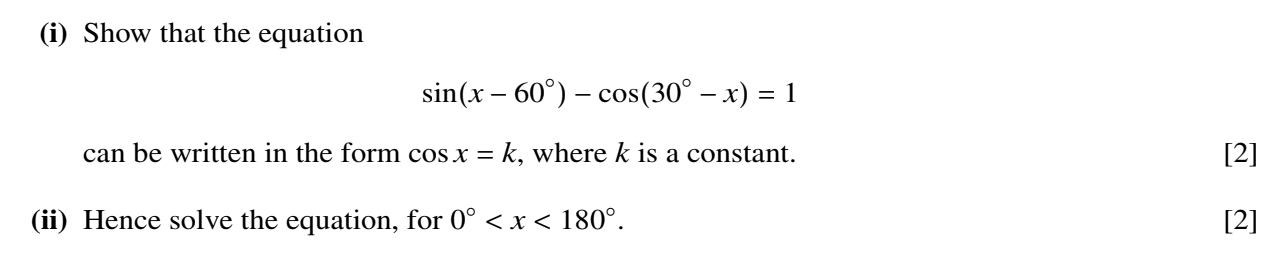 (i) Show that the equation
sin(x − 60°) − cos(30° − x) = 1
can be written in the form cos x = k, where k is a constant. [2]
(ii) Hence solve the equation, for 0° < x < 180°. [2]